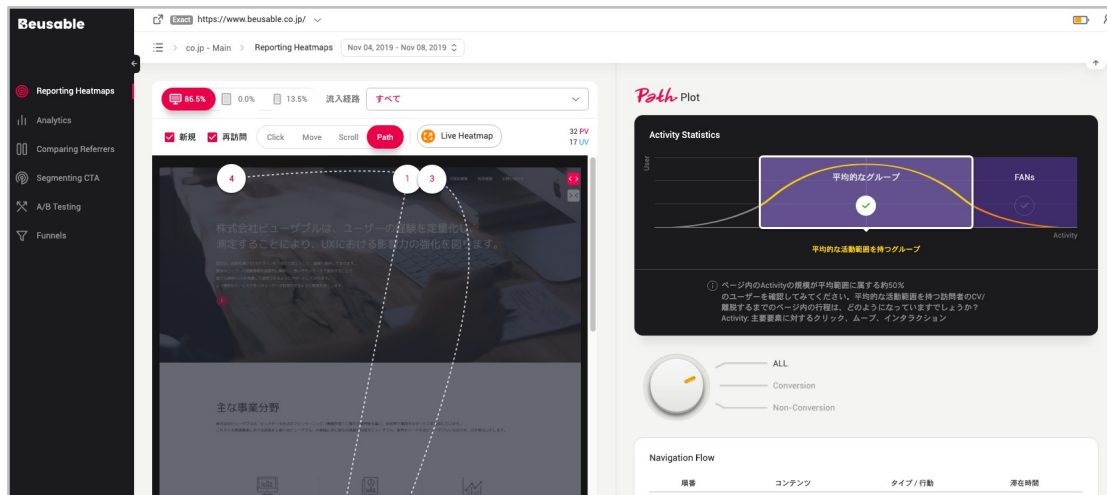 Beusable
Exact https://www.beusable.co.jp/
co.jp - Main > Reporting Heatmaps Nov 04, 2019 - Nov 08, 2019
Reporting Heatmaps
Analytics
Comparing Referrers
Segmenting CTA
A/B Testing
Funnels
86.5% 0.0% 13.5% 流入経路 すべて
新規 再訪問 Click Move Scroll Path Live Heatmap
32 PV
17 UV
4 1 3
株式会社ビューザブルは、ユーザーの経験を定量化し、
測定することにより、UXにおける影響力の強化を図ります。
主な事業分野
Path Plot
Activity Statistics
User
平均的なグループ
FANs
Activity
平均的な活動範囲を持つグループ
ページ内のActivityの規模が平均範囲に属する約50%
のユーザーを確認してみてください。平均的な活動範囲を持つ訪問者のCV/
離脱するまでのページ内の行程は、どのようになっていますでしょうか?
Activity: 主要要素に対するクリック、ムーブ、インタラクション
ALL
Conversion
Non-Conversion
Navigation Flow
順番 コンテンツ タイプ / 行動 滞在時間